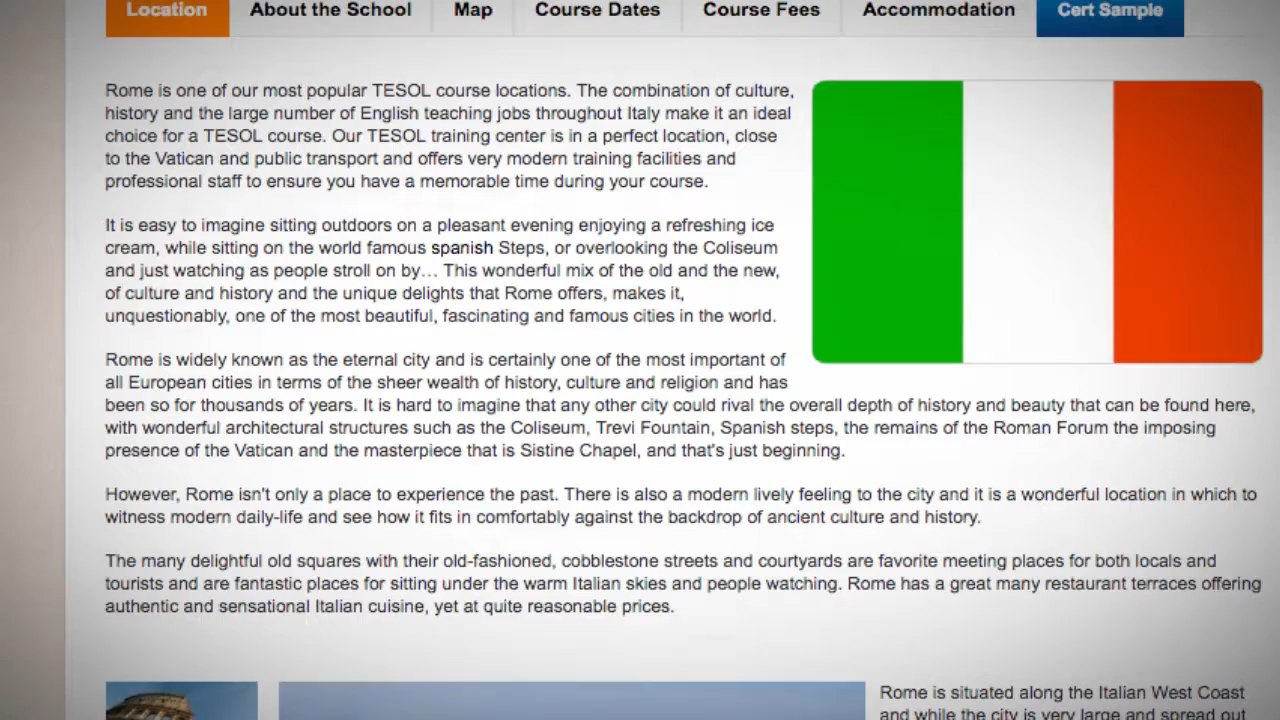 Location About the School Map Course Dates Course Fees Accommodation Cert Sample
Rome is one of our most popular TESOL course locations. The combination of culture,
history and the large number of English teaching jobs throughout Italy make it an ideal
choice for a TESOL course. Our TESOL training center is in a perfect location, close
to the Vatican and public transport and offers very modern training facilities and
professional staff to ensure you have a memorable time during your course.
It is easy to imagine sitting outdoors on a pleasant evening enjoying a refreshing ice
cream, while sitting on the world famous spanish Steps, or overlooking the Coliseum
and just watching as people stroll on by… This wonderful mix of the old and the new,
of culture and history and the unique delights that Rome offers, makes it,
unquestionably, one of the most beautiful, fascinating and famous cities in the world.
Rome is widely known as the eternal city and is certainly one of the most important of
all European cities in terms of the sheer wealth of history, culture and religion and has
been so for thousands of years. It is hard to imagine that any other city could rival the overall depth of history and beauty that can be found here,
with wonderful architectural structures such as the Coliseum, Trevi Fountain, Spanish steps, the remains of the Roman Forum the imposing
presence of the Vatican and the masterpiece that is Sistine Chapel, and that's just beginning.
However, Rome isn't only a place to experience the past. There is also a modern lively feeling to the city and it is a wonderful location in which to
witness modern daily-life and see how it fits in comfortably against the backdrop of ancient culture and history.
The many delightful old squares with their old-fashioned, cobblestone streets and courtyards are favorite meeting places for both locals and
tourists and are fantastic places for sitting under the warm Italian skies and people watching. Rome has a great many restaurant terraces offering
authentic and sensational Italian cuisine, yet at quite reasonable prices.
Rome is situated along the Italian West Coast
and while the city is very large and spread out